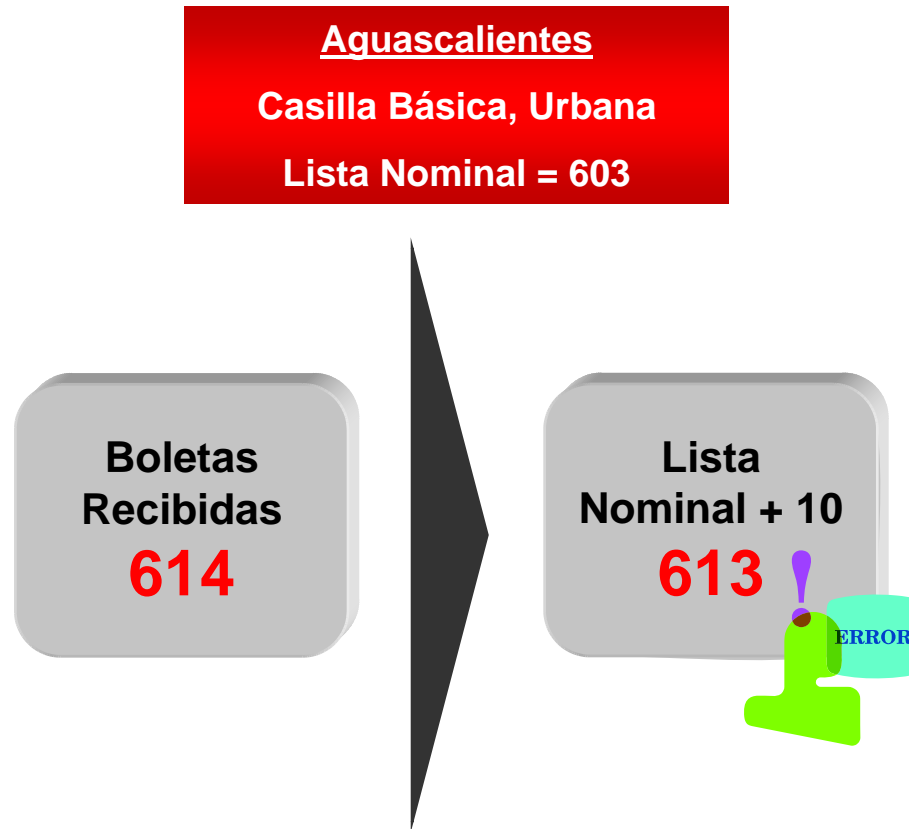 Aguascalientes
Casilla Básica, Urbana
Lista Nominal = 603
Boletas
Recibidas
614
Lista
Nominal + 10
613
!
ERROR